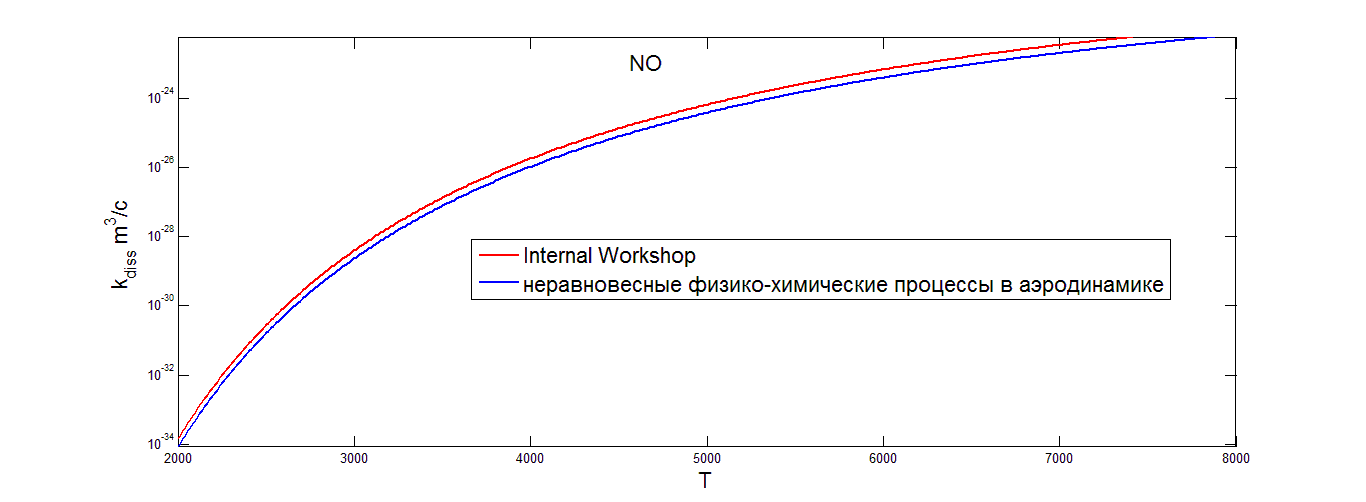 NO
10^-24
10^-26
10^-28
10^-30
10^-32
10^-34
k_diss m^3/c
Internal Workshop
неравновесные физико-химические процессы в аэродинамике
2000 3000 4000 5000 6000 7000 8000
T